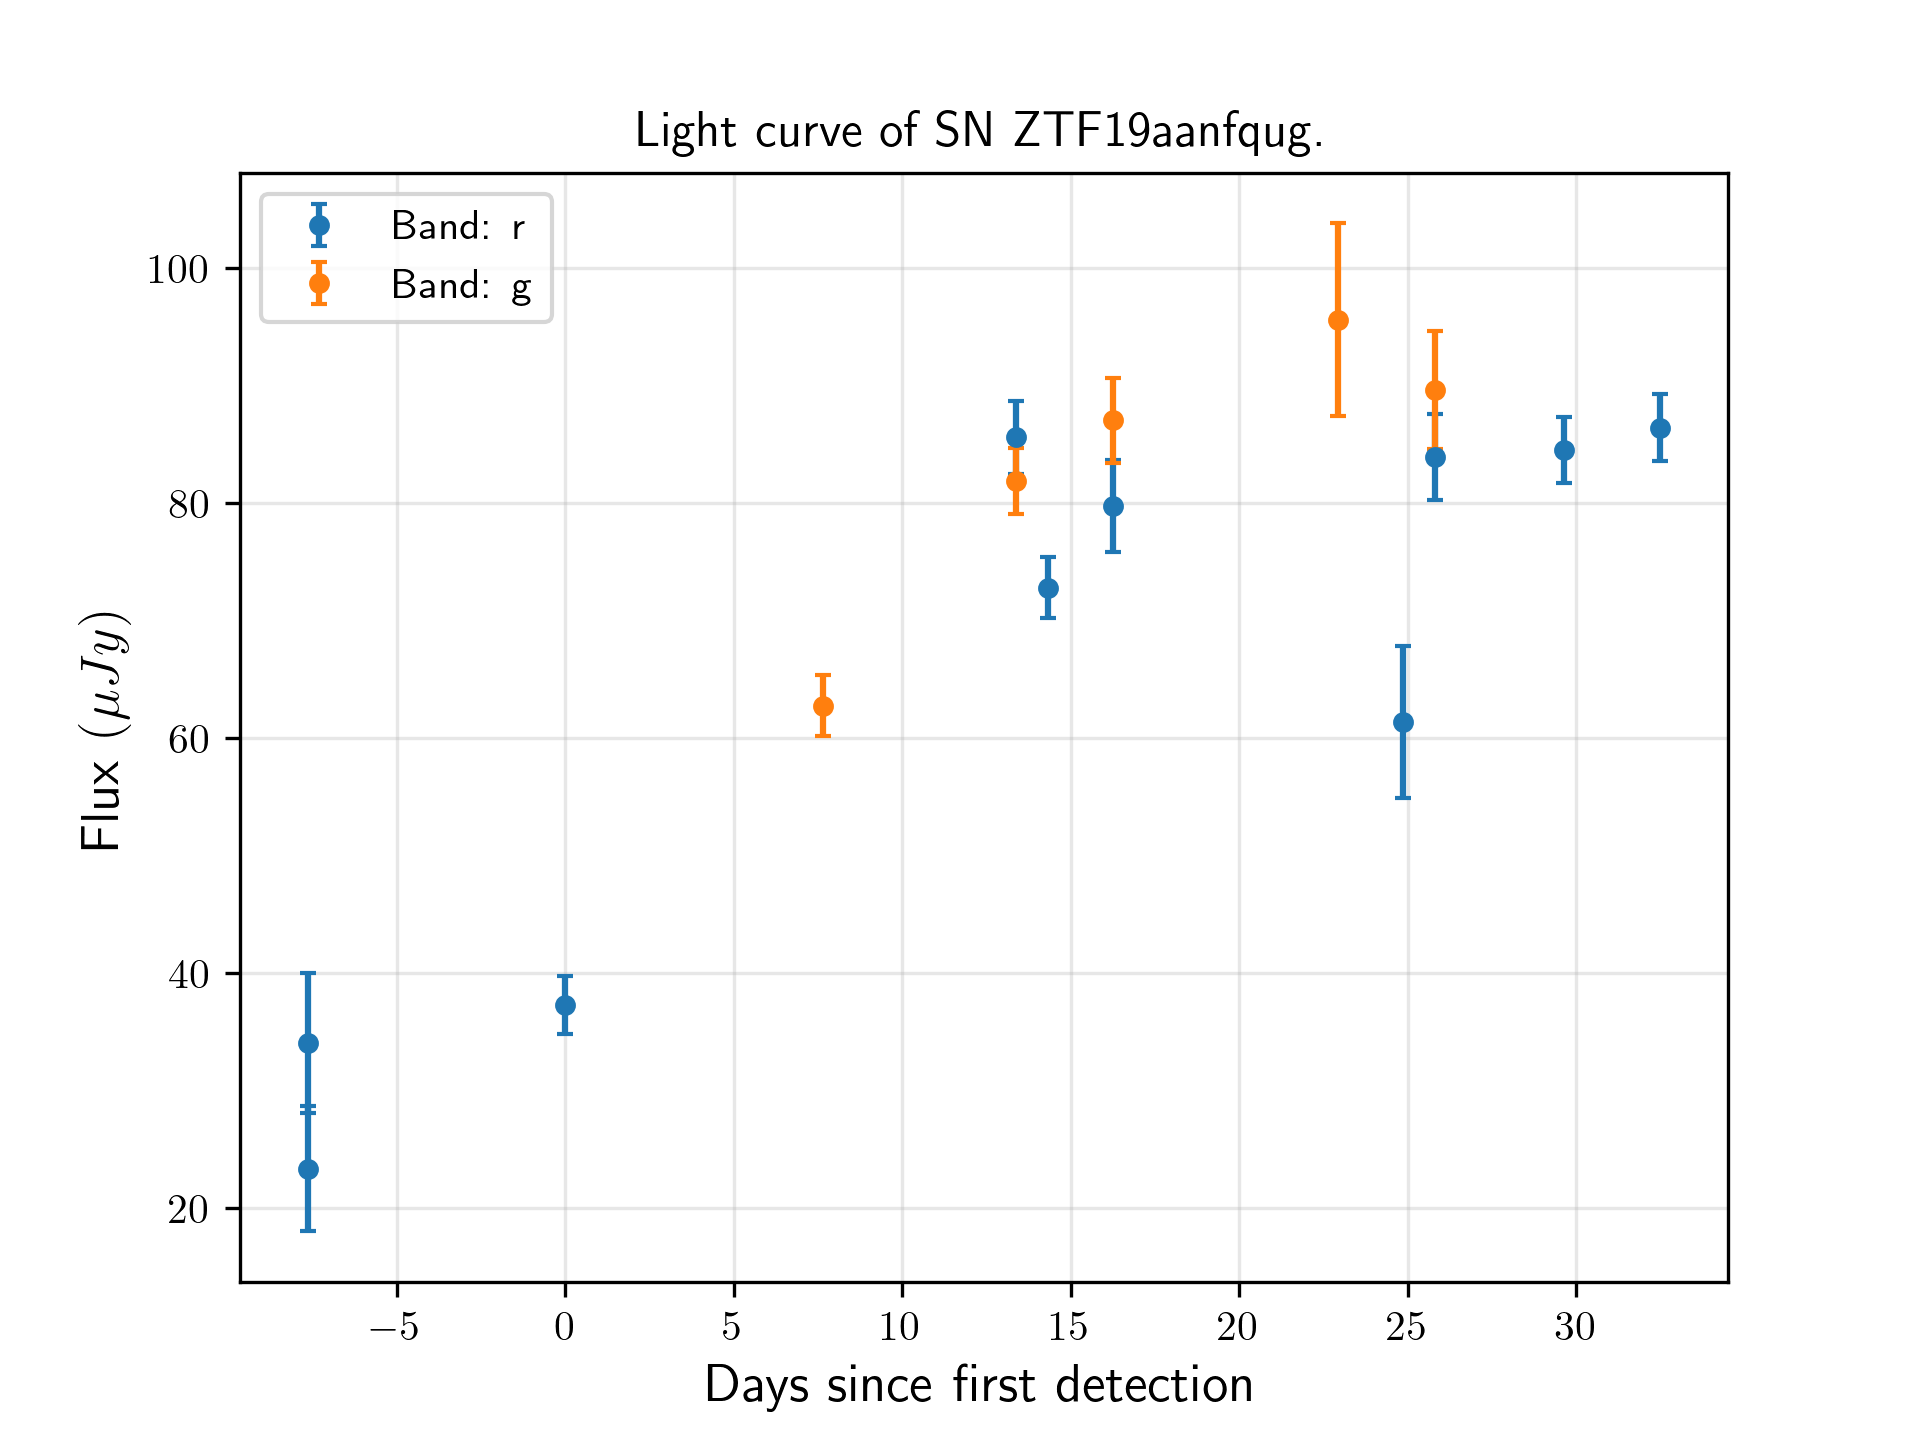 Light curve of SN ZTF19aanfqug.
Band: r
Band: g
100
80
60
40
20
Flux (μJy)
−5 0 5 10 15 20 25 30
Days since first detection